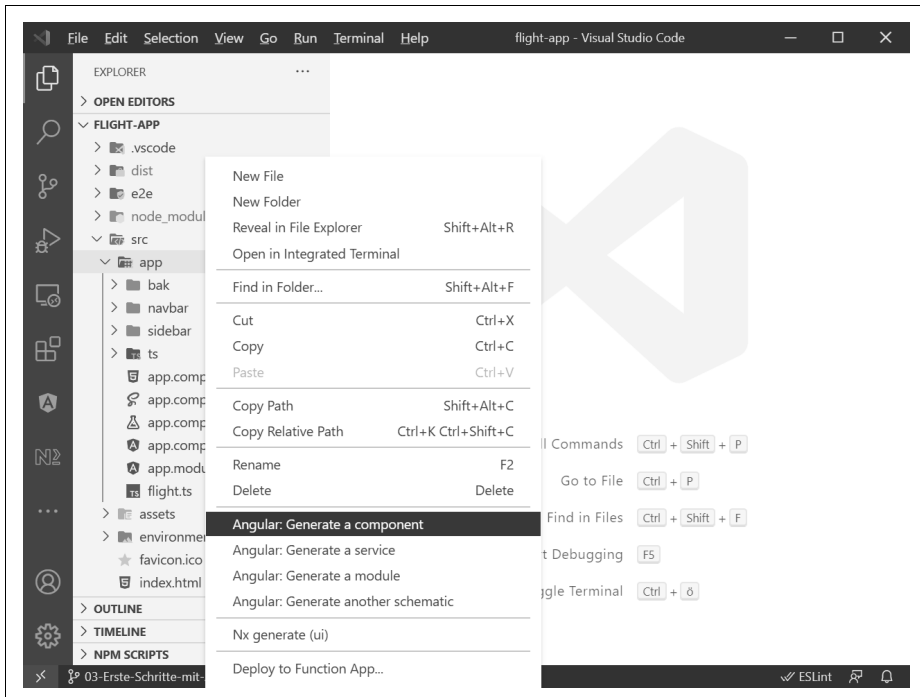 File Edit Selection View Go Run Terminal Help flight-app - Visual Studio Code
EXPLORER
OPEN EDITORS
FLIGHT-APP
.vscode
dist
e2e
node_modul
src
app
bak
navbar
sidebar
ts
app.comp
app.comp
app.comp
app.comp
app.modu
flight.ts
assets
environme
favicon.ico
index.html
OUTLINE
TIMELINE
NPM SCRIPTS
New File
New Folder
Reveal in File Explorer Shift+Alt+R
Open in Integrated Terminal
Find in Folder... Shift+Alt+F
Cut Ctrl+X
Copy Ctrl+C
Paste Ctrl+V
Copy Path Shift+Alt+C
Copy Relative Path Ctrl+K Ctrl+Shift+C
Rename F2
Delete Delete
Angular: Generate a component
Angular: Generate a service
Angular: Generate a module
Angular: Generate another schematic
Nx generate (ui)
Deploy to Function App...
ll Commands Ctrl + Shift + P
Go to File Ctrl + P
Find in Files Ctrl + Shift + F
t Debugging F5
ggle Terminal Ctrl + ö
03-Erste-Schritte-mit- ESLint